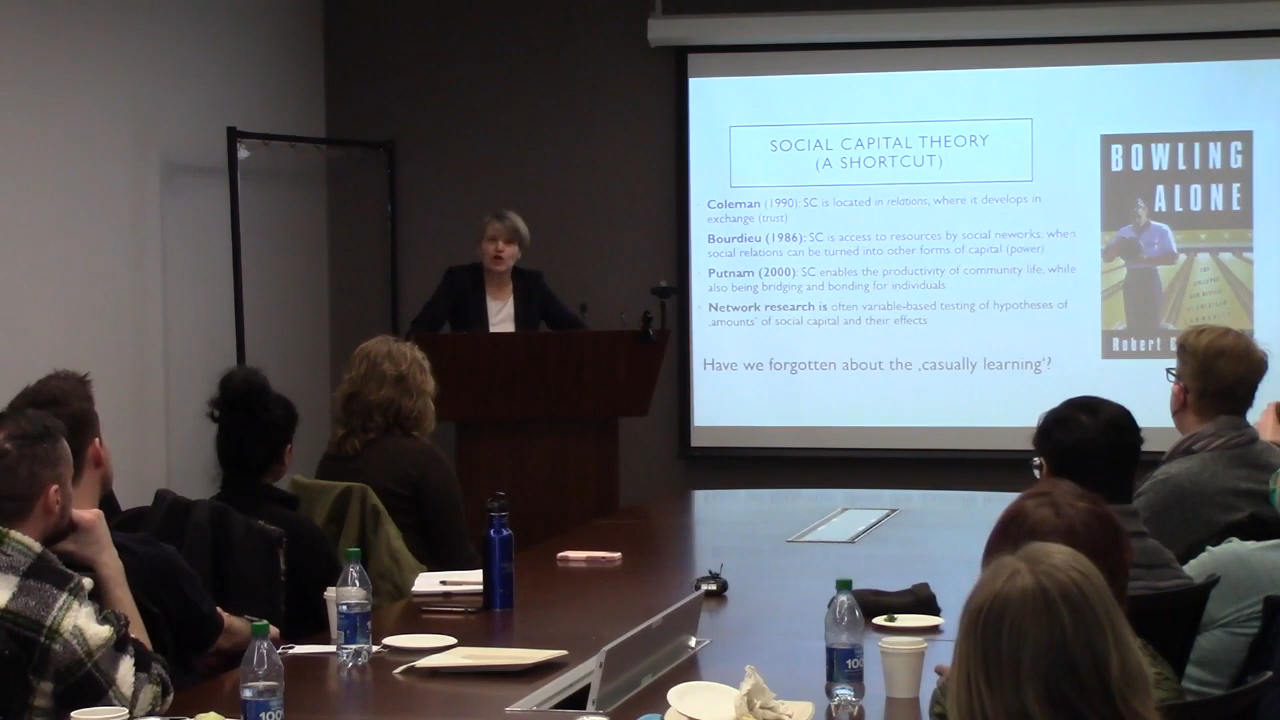 SOCIAL CAPITAL THEORY
(A SHORTCUT)
Coleman (1990): SC is located in relations, where it develops in
exchange (trust)
Bourdieu (1986): SC is access to resources by social neworks: when
social relations can be turned into other forms of capital (power)
Putnam (2000): SC enables the productivity of community life, while
also being bridging and bonding for individuals
Network research is often variable-based testing of hypotheses of
‚amounts' of social capital and their effects
Have we forgotten about the ‚casually learning'?
BOWLING
ALONE
Robert
100
100
100